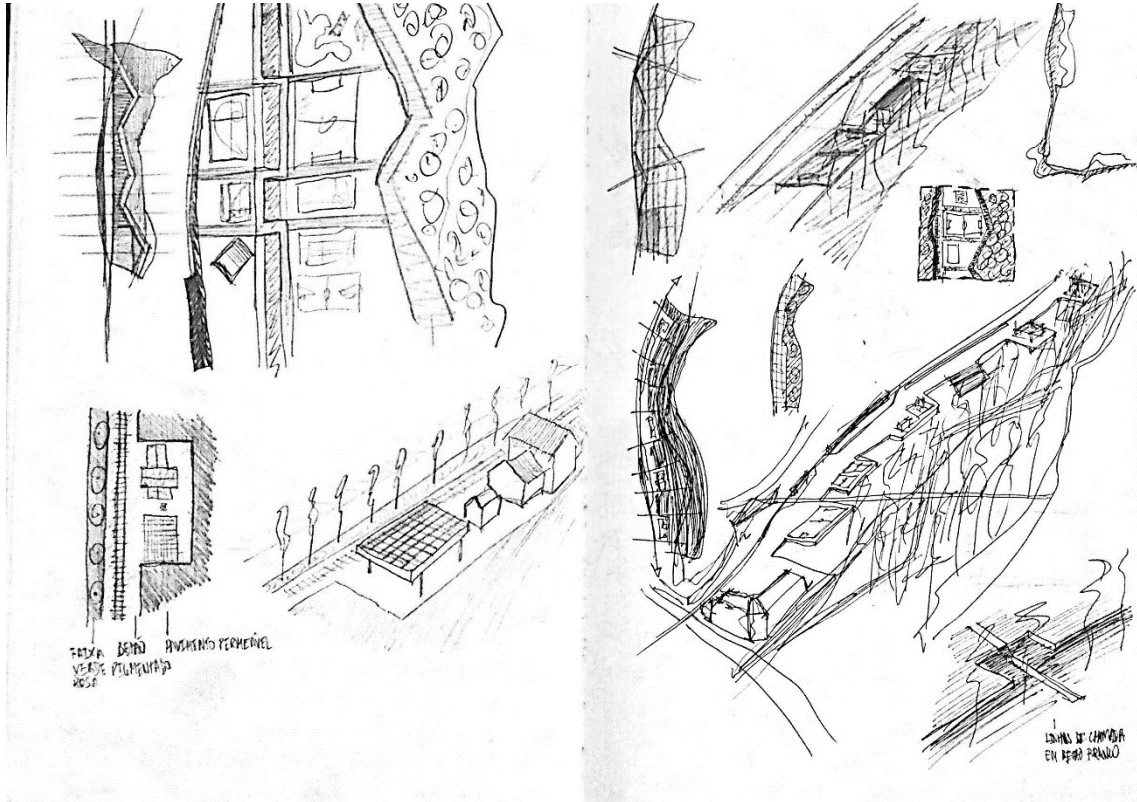 FAIXA BETÃO PAVIMENTO PERMEÁVEL
VERDE PIGMENTADO
ROSA
LINHAS DE CHAMADA
EM BETÃO BRANCO